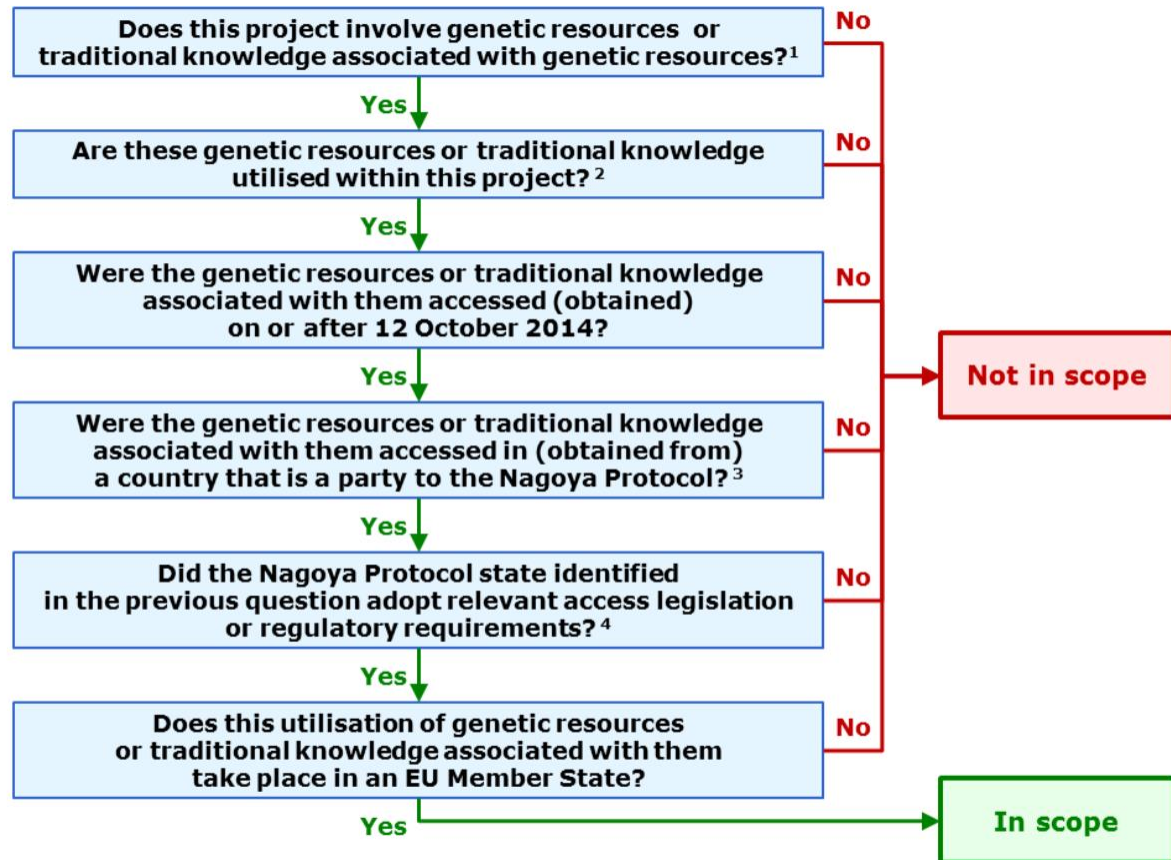 Does this project involve genetic resources or
traditional knowledge associated with genetic resources?¹
No
Yes
Are these genetic resources or traditional knowledge
utilised within this project?²
No
Yes
Were the genetic resources or traditional knowledge
associated with them accessed (obtained)
on or after 12 October 2014?
No
Not in scope
Yes
Were the genetic resources or traditional knowledge
associated with them accessed in (obtained from)
a country that is a party to the Nagoya Protocol?³
No
Yes
Did the Nagoya Protocol state identified
in the previous question adopt relevant access legislation
or regulatory requirements?⁴
No
Yes
Does this utilisation of genetic resources
or traditional knowledge associated with them
take place in an EU Member State?
No
Yes
In scope